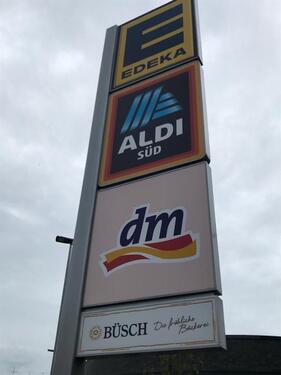 E
EDEKA
ALDI
SÜD
dm
BÜSCH Die fröhliche Bäckerei